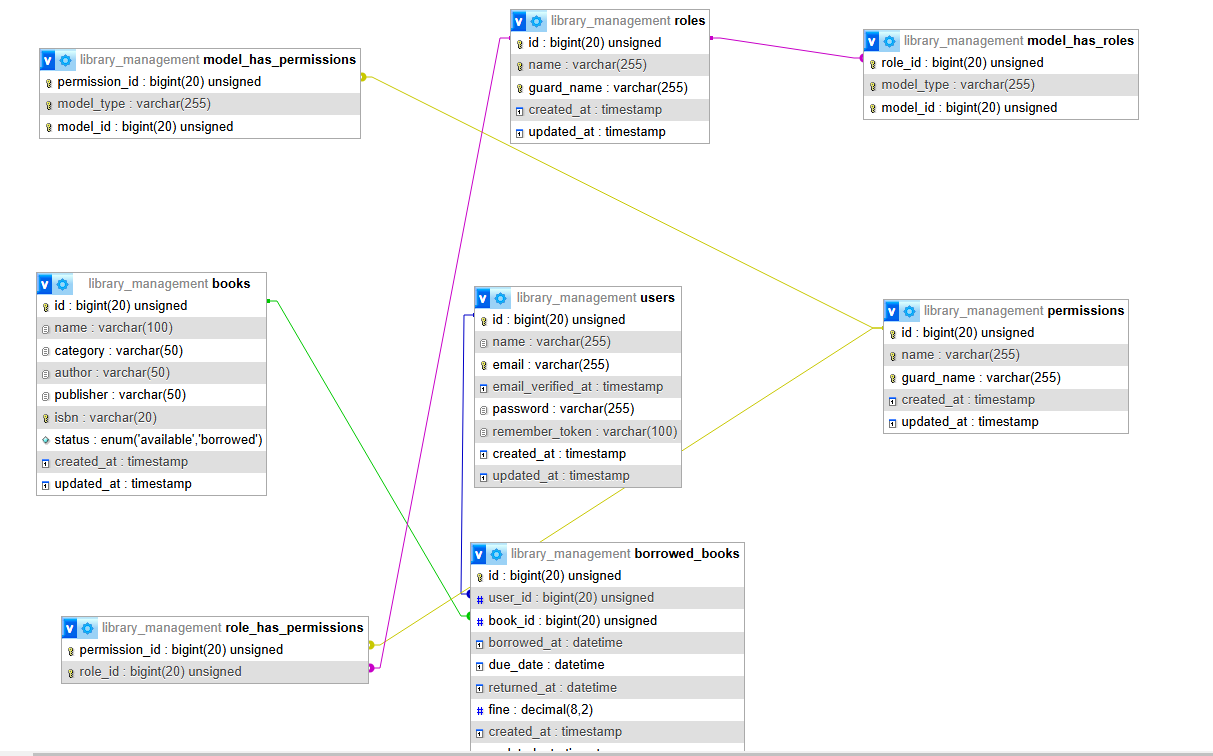 library_management roles
id : bigint(20) unsigned
name : varchar(255)
guard_name : varchar(255)
created_at : timestamp
updated_at : timestamp
library_management model_has_roles
role_id : bigint(20) unsigned
model_type : varchar(255)
model_id : bigint(20) unsigned
library_management model_has_permissions
permission_id : bigint(20) unsigned
model_type : varchar(255)
model_id : bigint(20) unsigned
library_management books
id : bigint(20) unsigned
name : varchar(100)
category : varchar(50)
author : varchar(50)
publisher : varchar(50)
isbn : varchar(20)
status : enum('available','borrowed')
created_at : timestamp
updated_at : timestamp
library_management users
id : bigint(20) unsigned
name : varchar(255)
email : varchar(255)
email_verified_at : timestamp
password : varchar(255)
remember_token : varchar(100)
created_at : timestamp
updated_at : timestamp
library_management permissions
id : bigint(20) unsigned
name : varchar(255)
guard_name : varchar(255)
created_at : timestamp
updated_at : timestamp
library_management borrowed_books
id : bigint(20) unsigned
user_id : bigint(20) unsigned
book_id : bigint(20) unsigned
borrowed_at : datetime
due_date : datetime
returned_at : datetime
fine : decimal(8,2)
created_at : timestamp
library_management role_has_permissions
permission_id : bigint(20) unsigned
role_id : bigint(20) unsigned